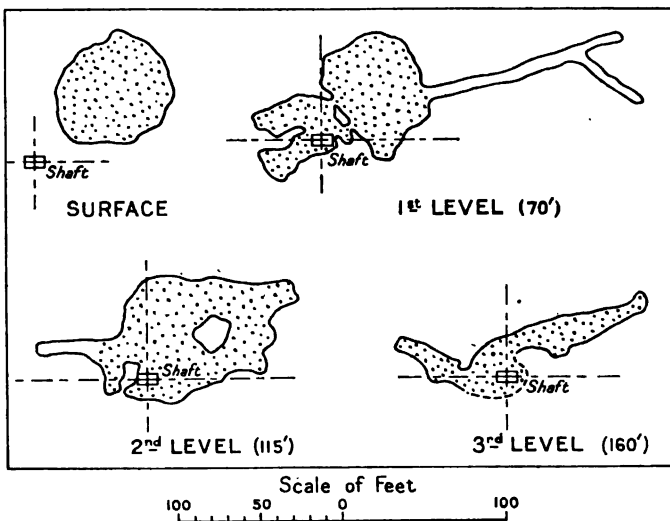 Shaft
SURFACE
Shaft
1st LEVEL (70')
Shaft
2nd LEVEL (115')
Shaft
3rd LEVEL (160')
Scale of Feet
100 50 0 100